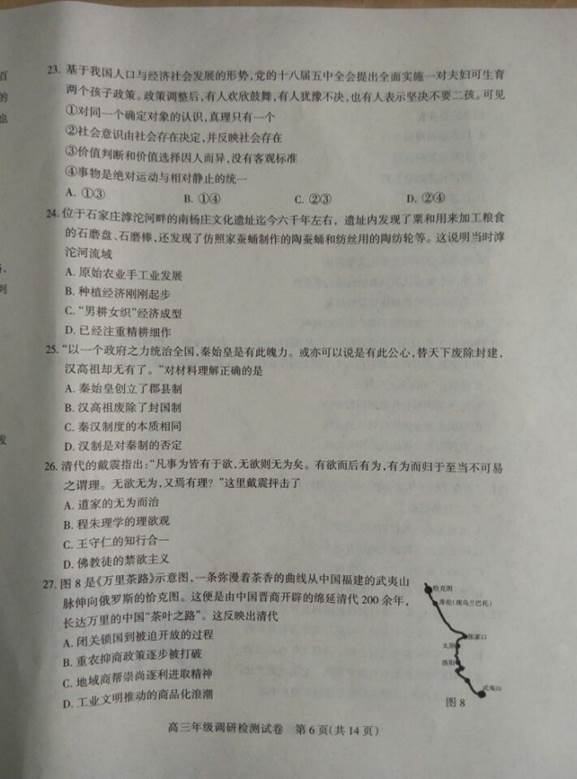 百
23. 基于我国人口与经济社会发展的形势,党的十八届五中全会提出全面实施一对夫妇可生育
的
两个孩子政策。政策调整后,有人欢欣鼓舞,有人犹豫不决,也有人表示坚决不要二孩。可见
也
①对同一个确定对象的认识,真理只有一个
②社会意识由社会存在决定,并反映社会存在
③价值判断和价值选择因人而异,没有客观标准
④事物是绝对运动与相对静止的统一
A. ①③ B. ①④ C. ②③ D. ②④
24. 位于石家庄滹沱河畔的南杨庄文化遗址迄今六千年左右，遗址内发现了粟和用来加工粮食
的石磨盘、石磨棒,还发现了仿照家蚕蛹制作的陶蚕蛹和纺丝用的陶纺轮等。这说明当时滹
沱河流域
A. 原始农业手工业发展
B. 种植经济刚刚起步
C. “男耕女织”经济成型
D. 已经注重精耕细作
25. “以一个政府之力统治全国,秦始皇是有此魄力。或亦可以说是有此公心,替天下废除封建,
汉高祖却无有了。”对材料理解正确的是
A. 秦始皇创立了郡县制
B. 汉高祖废除了封国制
C. 秦汉制度的本质相同
D. 汉制是对秦制的否定
26. 清代的戴震指出:“凡事为皆有于欲,无欲则无为矣。有欲而后有为,有为而归于至当不可易
之谓理。无欲无为,又焉有理？”这里戴震抨击了
A. 道家的无为而治
B. 程朱理学的理欲观
C. 王守仁的知行合一
D. 佛教徒的禁欲主义
27. 图 8 是《万里茶路》示意图,一条弥漫着茶香的曲线从中国福建的武夷山
脉伸向俄罗斯的恰克图。这便是由中国晋商开辟的绵延清代 200 余年,
长达万里的中国“茶叶之路”。这反映出清代
A. 闭关锁国到被迫开放的过程
B. 重农抑商政策逐步被打破
C. 地域商帮崇尚逐利进取精神
D. 工业文明推动的商品化浪潮
恰克图
库伦(现乌兰巴托)
张家口
太原
洛阳
武夷山
图 8
高三年级调研检测试卷 第 6 页(共 14 页)